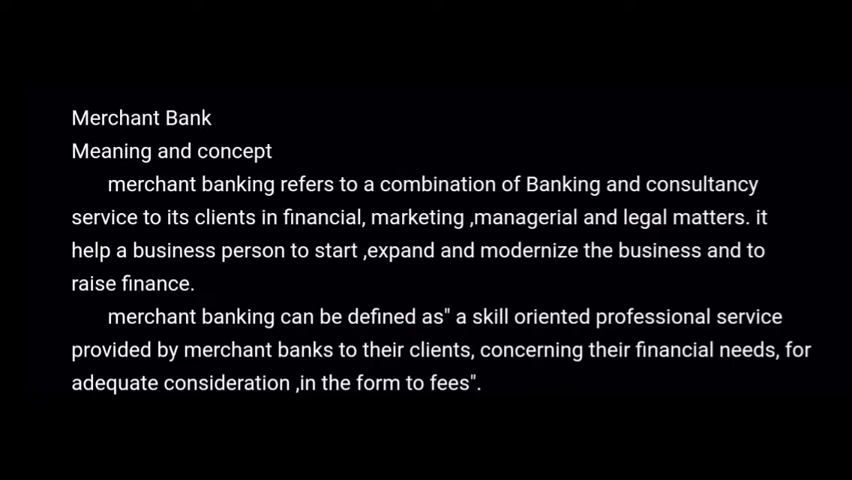 Merchant Bank
Meaning and concept
merchant banking refers to a combination of Banking and consultancy
service to its clients in financial, marketing ,managerial and legal matters. it
help a business person to start ,expand and modernize the business and to
raise finance.
merchant banking can be defined as" a skill oriented professional service
provided by merchant banks to their clients, concerning their financial needs, for
adequate consideration ,in the form to fees".